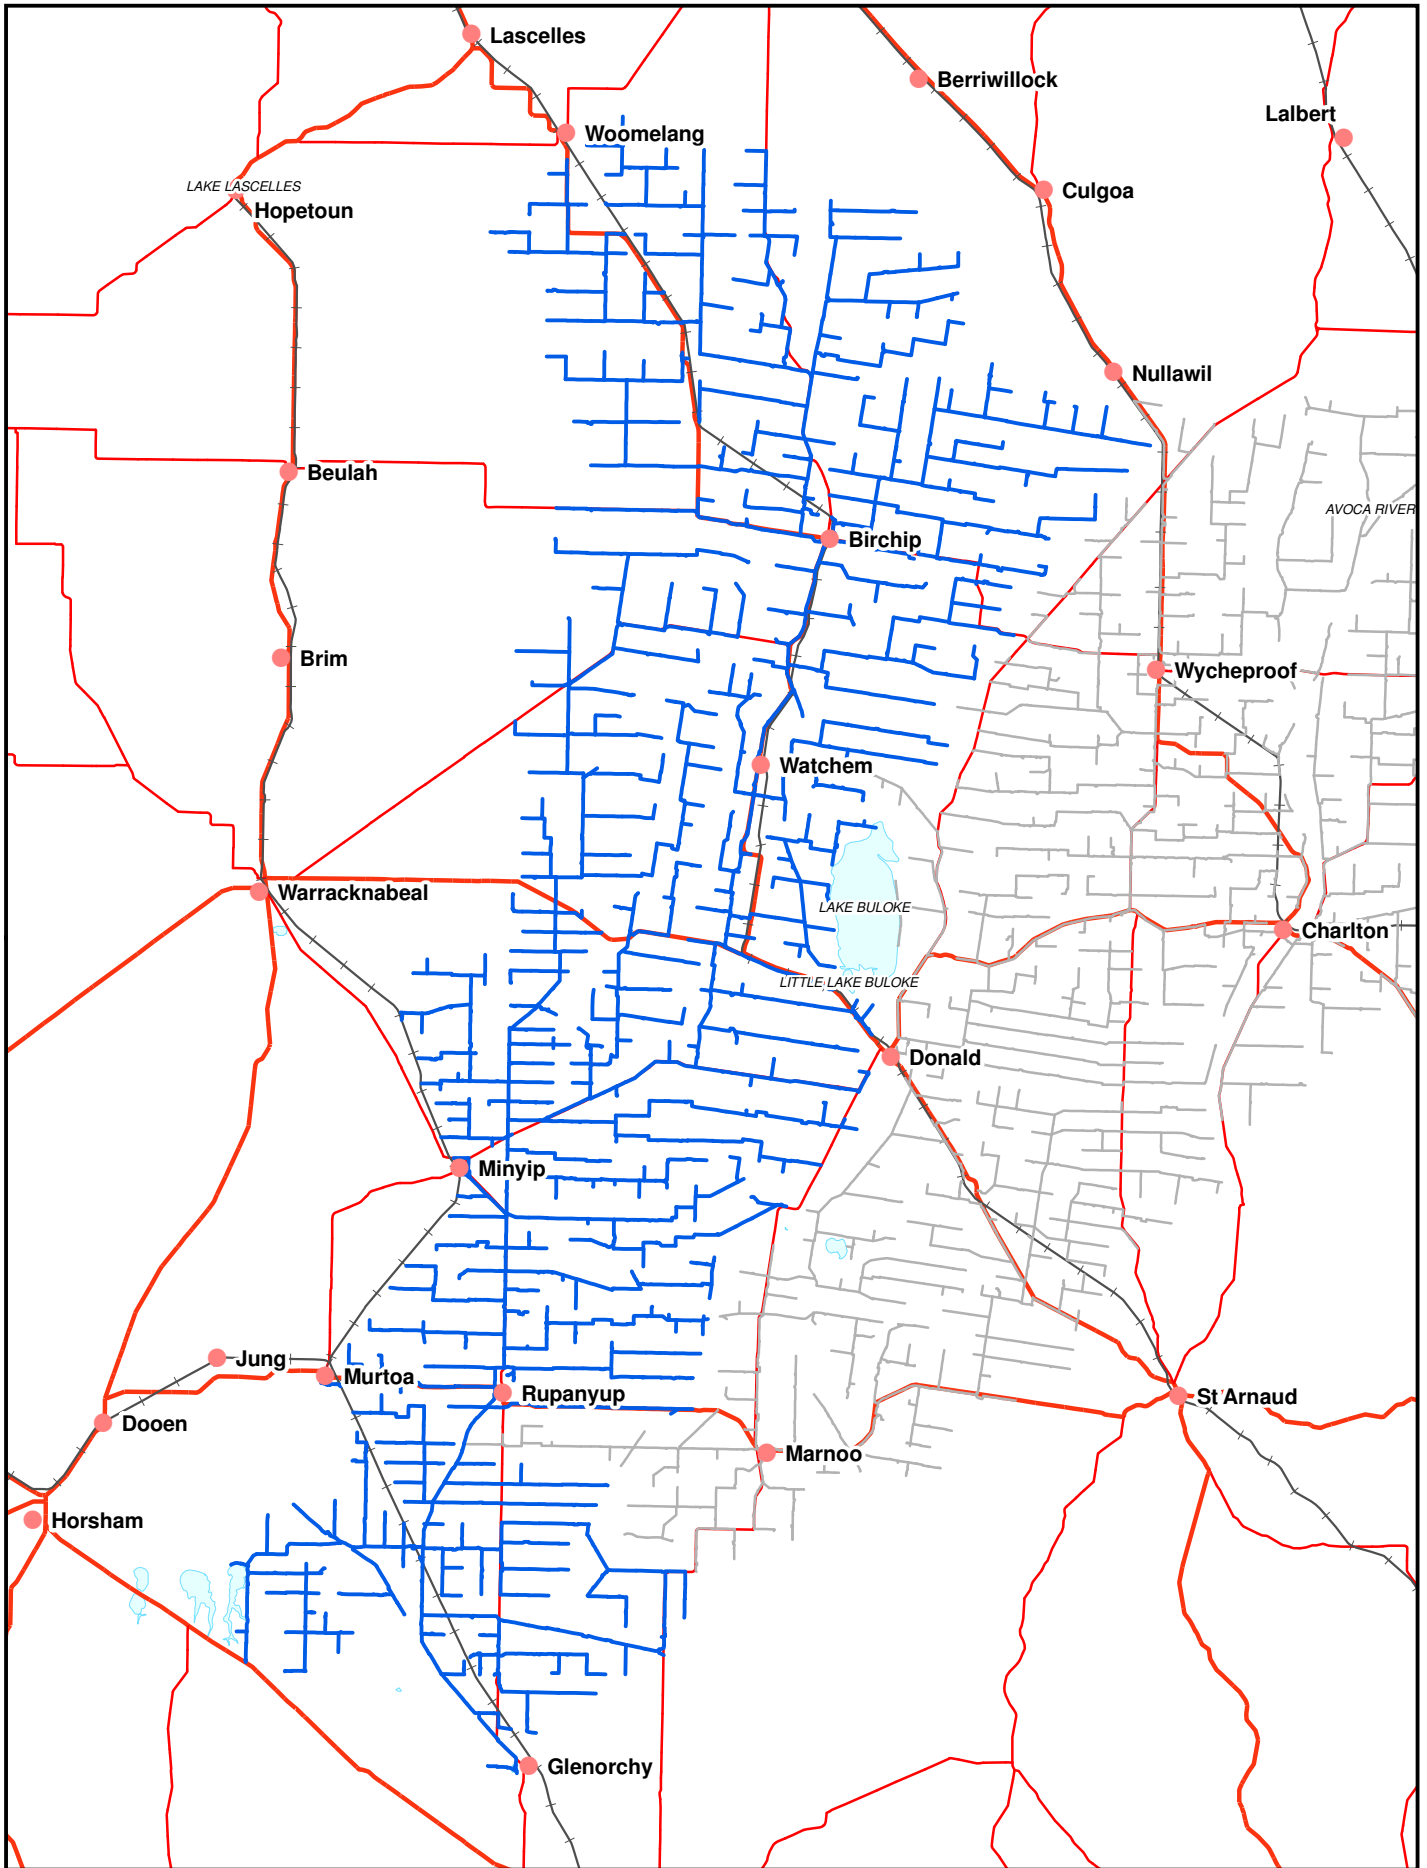 Lascelles
Berriwillock
Lalbert
Woomelang
LAKE LASCELLES
Culgoa
Hopetoun
Nullawil
Beulah
AVOCA RIVER
Birchip
Brim
Wycheproof
Watchem
Warracknabeal
LAKE BULOKE
Charlton
LITTLE LAKE BULOKE
Donald
Minyip
Jung
Murtoa
Rupanyup
St Arnaud
Dooen
Marnoo
Horsham
Glenorchy